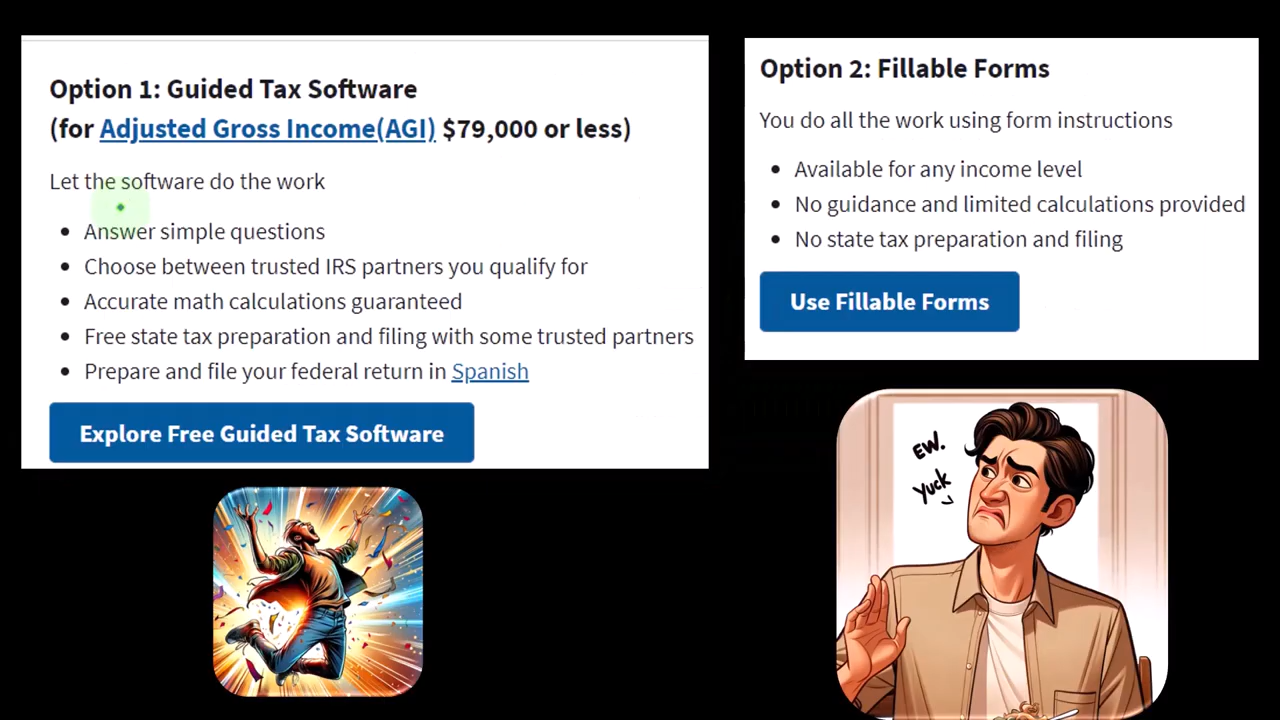 Option 1: Guided Tax Software
(for Adjusted Gross Income(AGI) $79,000 or less)
Let the software do the work
• Answer simple questions
• Choose between trusted IRS partners you qualify for
• Accurate math calculations guaranteed
• Free state tax preparation and filing with some trusted partners
• Prepare and file your federal return in Spanish
Explore Free Guided Tax Software
Option 2: Fillable Forms
You do all the work using form instructions
• Available for any income level
• No guidance and limited calculations provided
• No state tax preparation and filing
Use Fillable Forms
EW.
YUCK